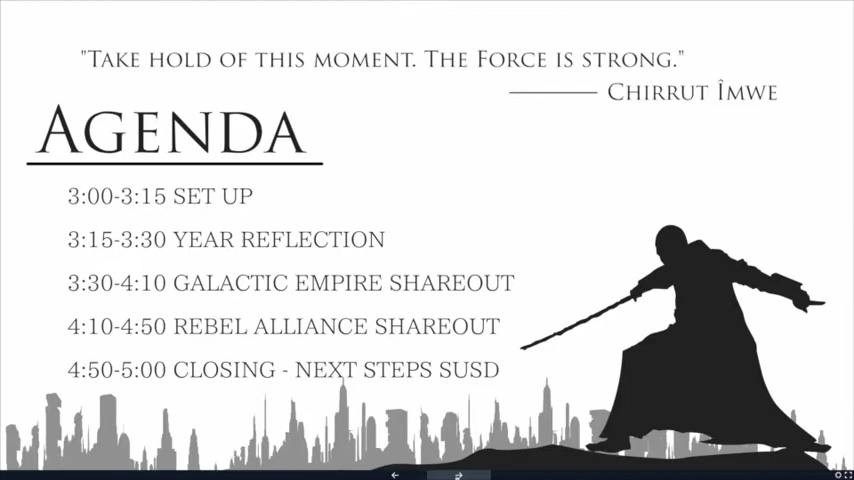 "Take hold of this moment. The Force is strong."
——— Chirrut Îmwe
Agenda
3:00-3:15 SET UP
3:15-3:30 YEAR REFLECTION
3:30-4:10 GALACTIC EMPIRE SHAREOUT
4:10-4:50 REBEL ALLIANCE SHAREOUT
4:50-5:00 CLOSING - NEXT STEPS SUSD